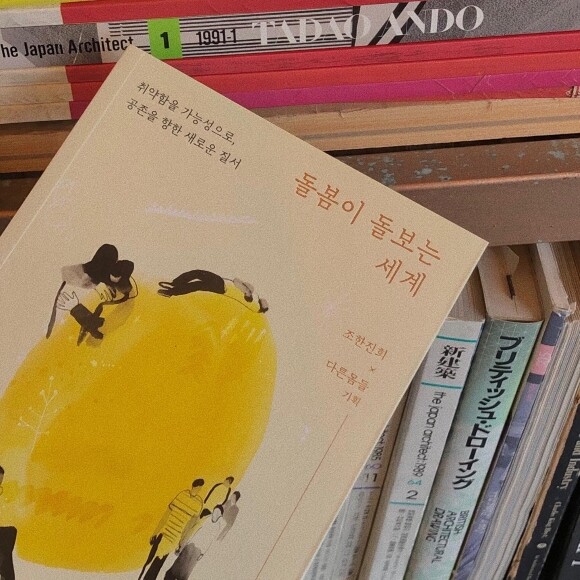 The Japan Architect 1 1991-1 TADAO ANDO
취약함을 가능성으로,
공존을 향한 새로운 질서
돌봄이 돌보는
세계
조한진희
×
다른몸들
기획
新建築
the japan architect 1989
64
2
11
ブリティッシュ・ドローイング
BRITISH
ARCHITECTURAL
DRAWING